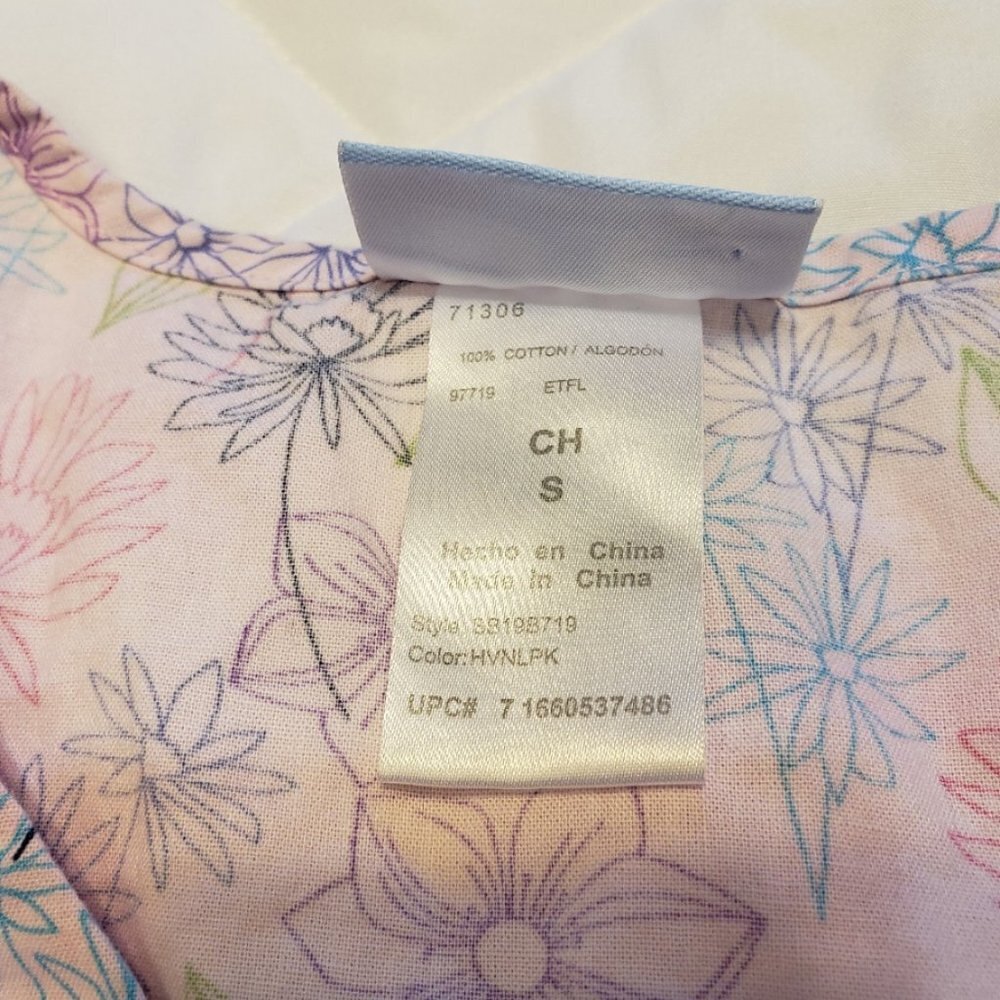 71306
100% COTTON / ALGODÓN
97719 ETFL
CH
S
Hecho en China
Made in China
Style: BB19B719
Color:HVNLPK
UPC# 7 1660537486